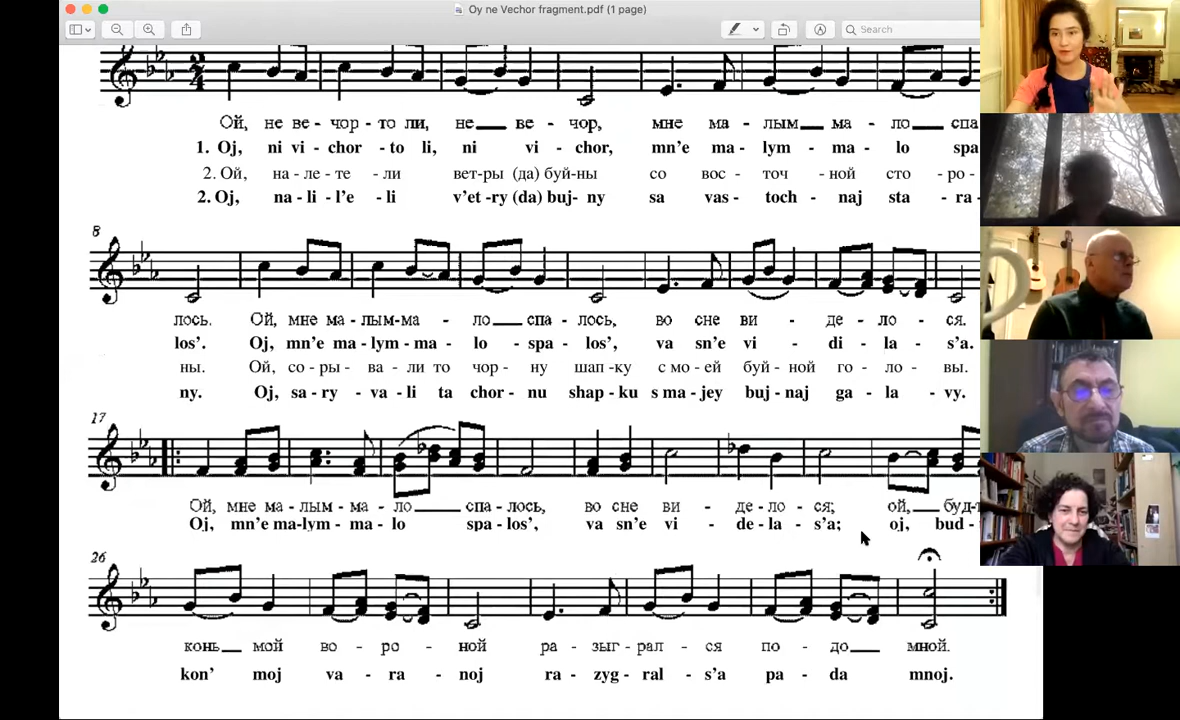 Oy ne Vechor fragment.pdf (1 page)
Search
2/4
Ой, не ве - чор - то ли, не ве - чор, мне ма - лым ма - ло спа
1. Oj, ni vi - chor - to li, ni vi - chor, mn'e ma - lym - ma - lo spa
2. Ой, на - ле - те - ли вет-ры (да) буй-ны со вос - точ - ной сто - ро-
2. Oj, na - li - l'e - li v'et -ry (da) buj- ny sa vas - toch - naj sta - ra -
8
лось. Ой, мне ма - лым-ма - ло спа - лось, во сне ви - де - ло - ся.
los'. Oj, mn'e ma - lym - ma - lo - spa - los', va sn'e vi - di - la - s'a.
ны. Ой, со - ры - ва - ли то чор - ну шап -ку с мо - ей буй - ной го - ло - вы.
ny. Oj, sa - ry - va - li ta chor - nu shap - ku s ma - jey buj - naj ga - la - vy.
17
Ой, мне ма - лым - ма - ло спа - лось, во сне ви - де - ло - ся; ой, буд-
Oj, mn'e ma-lym - ma - lo spa - los', va sn'e vi - de - la - s'a; oj, bud-
26
конь мой во - ро - ной ра - зыг - рал - ся по - до мной.
kon' moj va - ra - noj ra - zyg - ral - s'a pa - da mnoj.